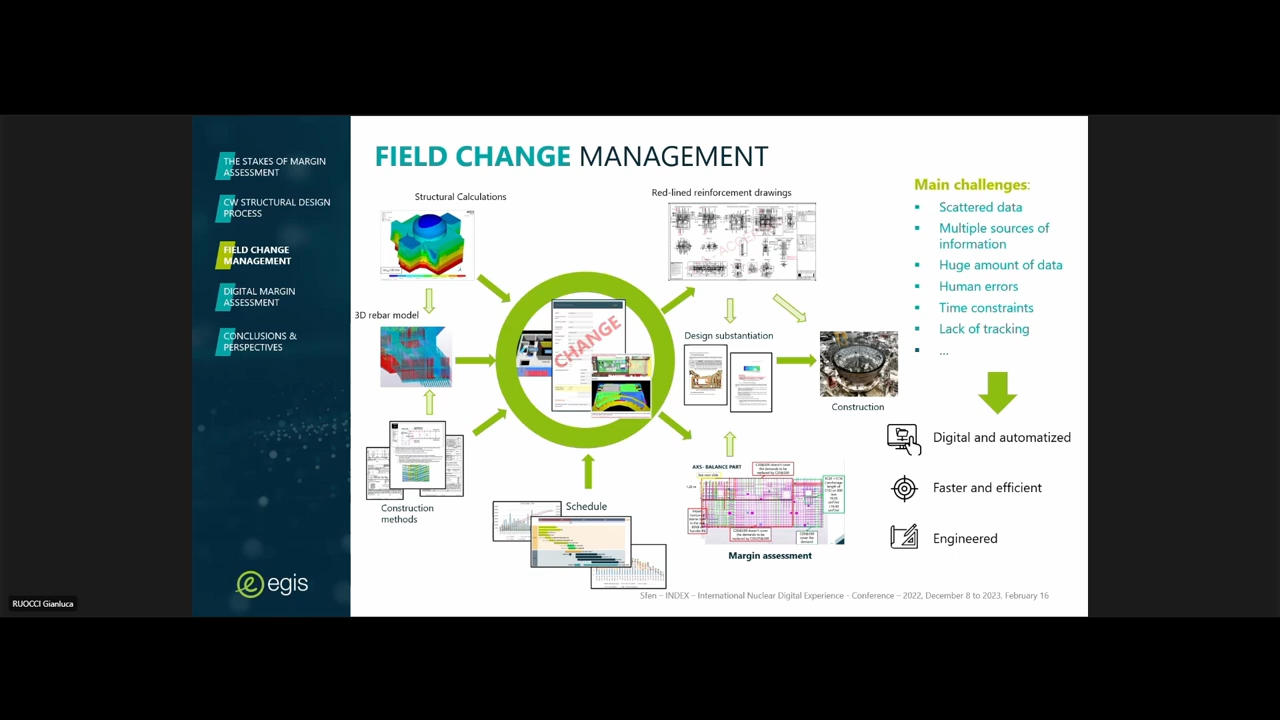 THE STAKES OF MARGIN
ASSESSMENT
CW STRUCTURAL DESIGN
PROCESS
FIELD CHANGE
MANAGEMENT
DIGITAL MARGIN
ASSESSMENT
CONCLUSIONS &
PERSPECTIVES
egis
RUOCCI Gianluca
FIELD CHANGE MANAGEMENT
Structural Calculations
3D rebar model
Construction
methods
CHANGE
Schedule
Red-lined reinforcement drawings
Design substantiation
Construction
AXS- BALANCE PART
Margin assessment
Main challenges:
▪ Scattered data
▪ Multiple sources of
information
▪ Huge amount of data
▪ Human errors
▪ Time constraints
▪ Lack of tracking
▪ ...
Digital and automatized
Faster and efficient
Engineered
Sfen – INDEX – International Nuclear Digital Experience - Conference – 2022, December 8 to 2023, February 16